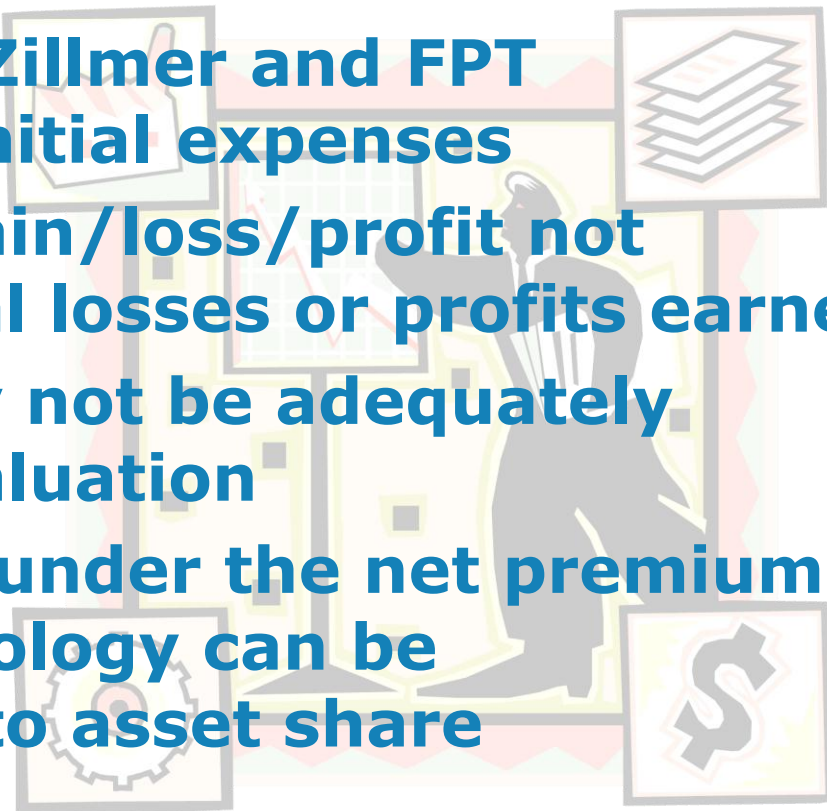 Zillmer and FPT
nitial expenses
in/loss/profit not
l losses or profits earne
not be adequately
luation
under the net premium
ology can be
to asset share